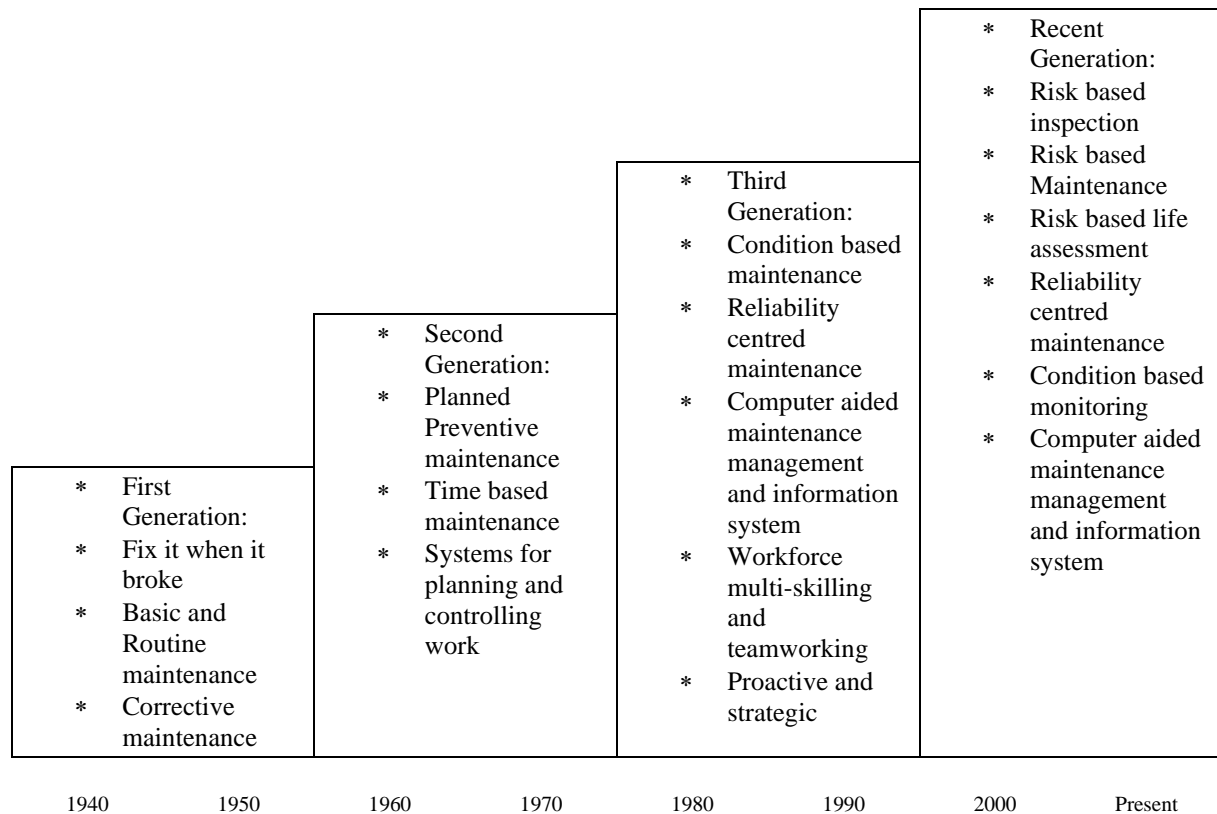 * First
Generation:
* Fix it when it
broke
* Basic and
Routine
maintenance
* Corrective
maintenance
* Second
Generation:
* Planned
Preventive
maintenance
* Time based
maintenance
* Systems for
planning and
controlling
work
* Third
Generation:
* Condition based
maintenance
* Reliability
centred
maintenance
* Computer aided
maintenance
management
and information
system
* Workforce
multi-skilling
and
teamworking
* Proactive and
strategic
* Recent
Generation:
* Risk based
inspection
* Risk based
Maintenance
* Risk based life
assessment
* Reliability
centred
maintenance
* Condition based
monitoring
* Computer aided
maintenance
management
and information
system
1940 1950 1960 1970 1980 1990 2000 Present